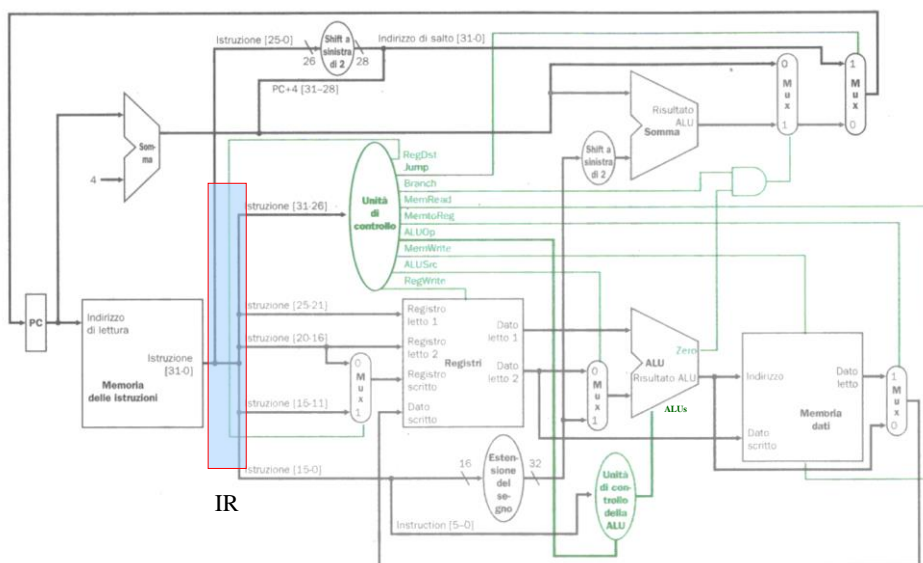 Istruzione [25-0]
26
Shift a
sinistra
di 2
28
Indirizzo di salto [31-0]
PC+4 [31–28]
Som-
ma
4
Risultato
ALU
Somma
Shift a
sinistra
di 2
0
M
u
x
1
1
M
u
x
0
RegDst
Jump
Branch
MemRead
MemtoReg
ALUOp
MemWrite
ALUSrc
RegWrite
Istruzione [31-26]
Unità
di
controllo
PC
Indirizzo
di lettura
Istruzione
[31-0]
Memoria
delle Istruzioni
Istruzione [25-21]
Istruzione [20-16]
Istruzione [15-11]
Istruzione [15-0]
0
M
u
x
1
Registro
letto 1
Registro
letto 2
Registro
scritto
Dato
scritto
Dato
letto 1
Dato
letto 2
Registri
0
M
u
x
1
Zero
ALU
Risultato ALU
ALUs
Indirizzo
Dato
letto
Memoria
dati
Dato
scritto
1
M
u
x
0
16
Esten-
sione
del
se-
gno
32
Unità
di con-
trollo
della
ALU
Instruction [5–0]
IR